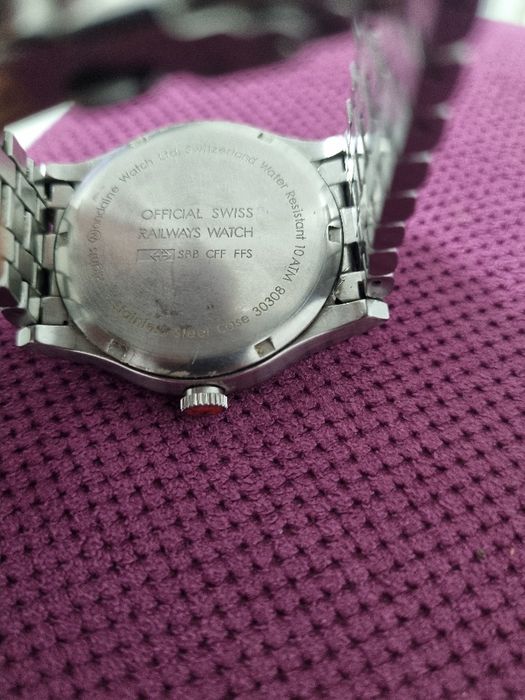 Mondaine Watch Ltd, Switzerland Water Resistant 10 ATM
OFFICIAL SWISS
RAILWAYS WATCH
SBB CFF FFS
Stainless Steel Case 30308